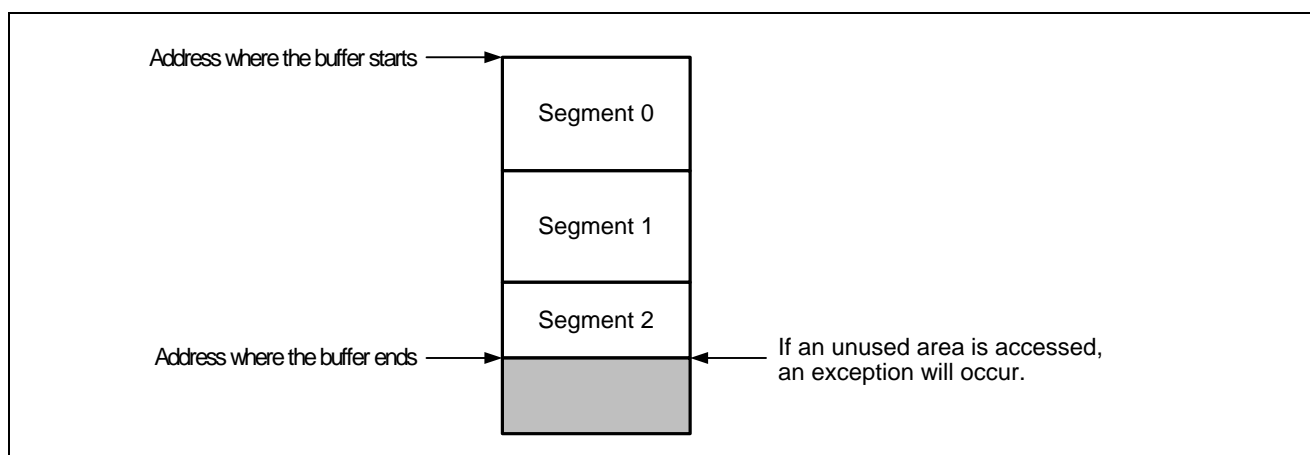 Address where the buffer starts
Segment 0
Segment 1
Segment 2
Address where the buffer ends
If an unused area is accessed,
an exception will occur.